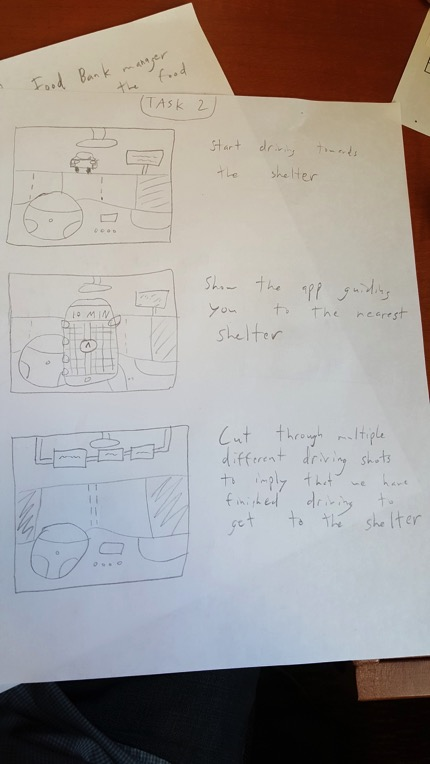 Food Bank manger
the food
TASK 2
Start driving towards
the shelter
10 MIN
Show the app guiding
you to the nearest
shelter
Cut through multiple
different driving shots
to imply that we have
finished driving to
get to the shelter